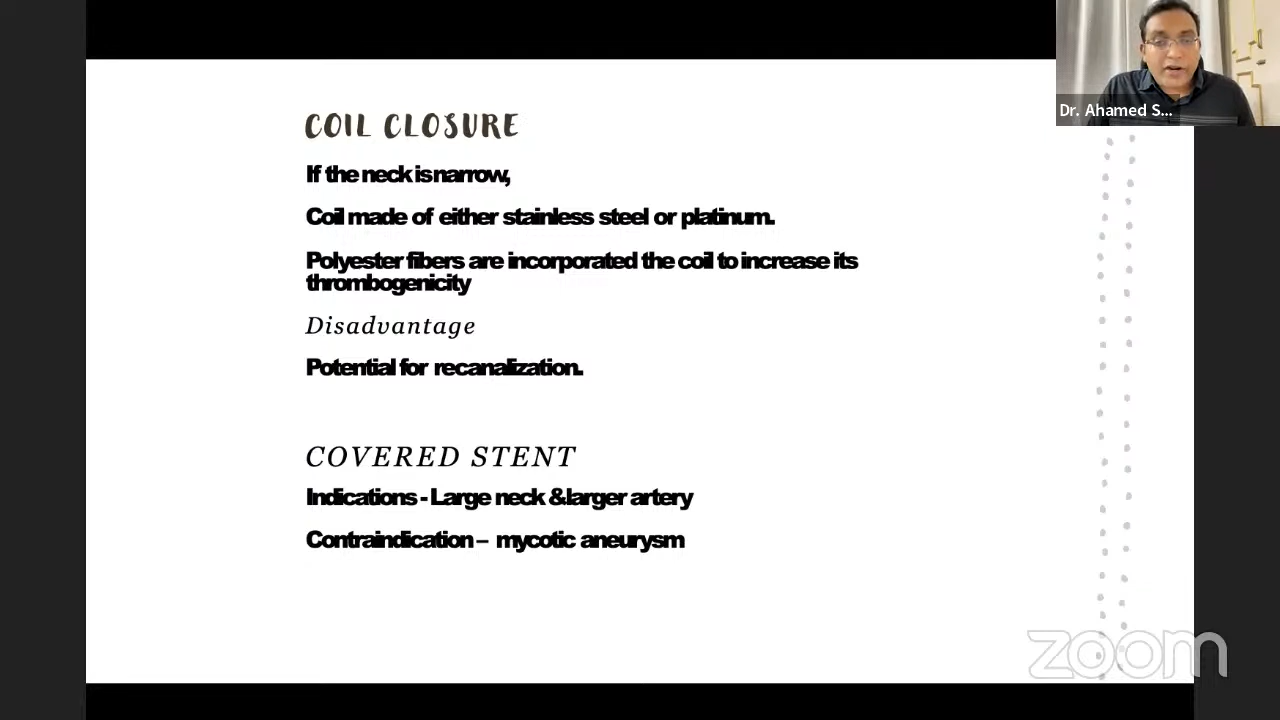 Dr. Ahamed S...
COIL CLOSURE
If the neck is narrow,
Coil made of either stainless steel or platinum.
Polyester fibers are incorporated the coil to increase its
thrombogenicity
Disadvantage
Potential for recanalization.
COVERED STENT
Indications - Large neck & larger artery
Contraindication – mycotic aneurysm
zoom